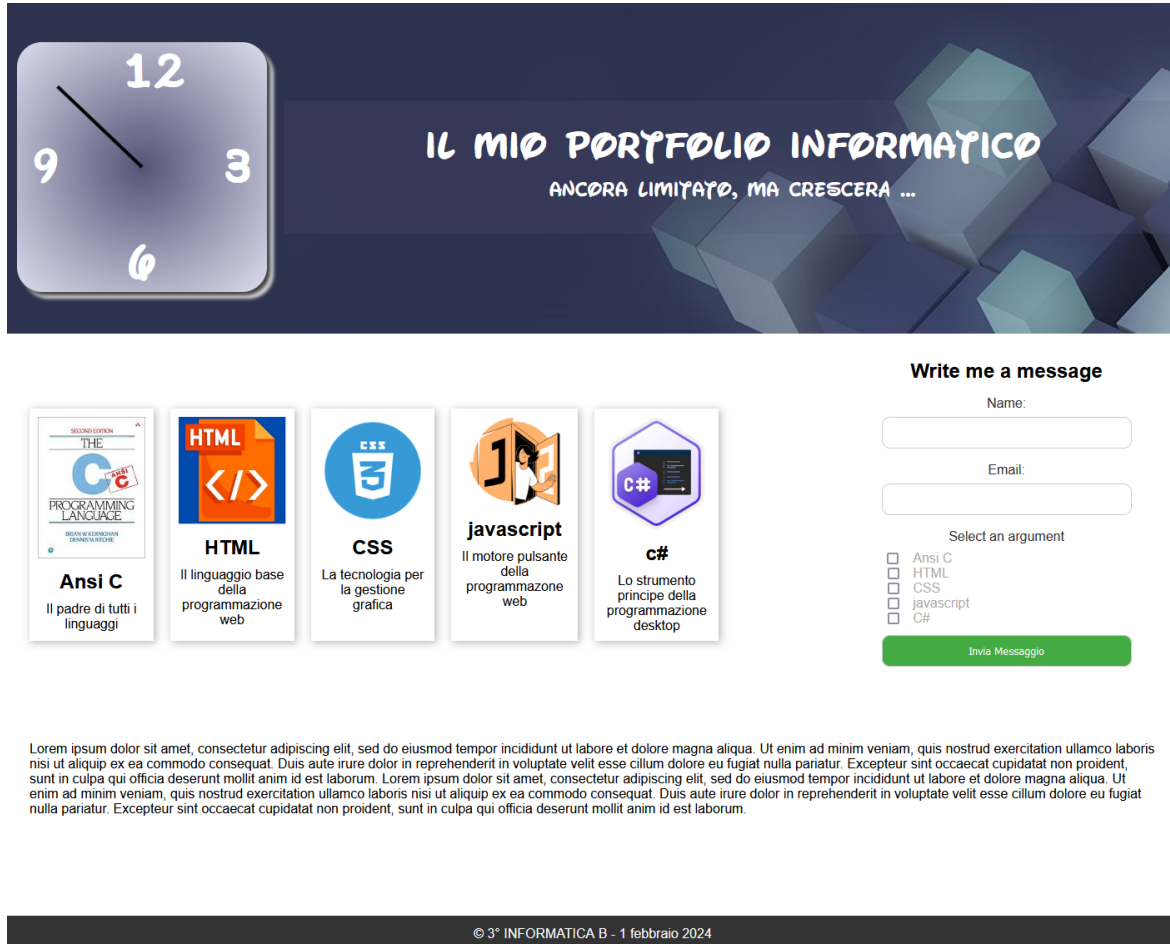 12
9
3
6
IL MIO PORTFOLIO INFORMATICO
ANCORA LIMITATO, MA CRESCERA ...
Write me a message
Name:
Email:
Select an argument
Ansi C
HTML
CSS
javascript
C#
Invia Messaggio
SECOND EDITION
THE
C
ANSI
C
PROGRAMMING
LANGUAGE
BRIAN W. KERNIGHAN
DENNIS M. RITCHIE
Ansi C
Il padre di tutti i
linguaggi
HTML
</>
HTML
Il linguaggio base
della
programmazione
web
CSS
3
CSS
La tecnologia per
la gestione
grafica
J S
javascript
Il motore pulsante
della
programmazone
web
C#
c#
Lo strumento
principe della
programmazione
desktop
Lorem ipsum dolor sit amet, consectetur adipiscing elit, sed do eiusmod tempor incididunt ut labore et dolore magna aliqua. Ut enim ad minim veniam, quis nostrud exercitation ullamco laboris
nisi ut aliquip ex ea commodo consequat. Duis aute irure dolor in reprehenderit in voluptate velit esse cillum dolore eu fugiat nulla pariatur. Excepteur sint occaecat cupidatat non proident,
sunt in culpa qui officia deserunt mollit anim id est laborum. Lorem ipsum dolor sit amet, consectetur adipiscing elit, sed do eiusmod tempor incididunt ut labore et dolore magna aliqua. Ut
enim ad minim veniam, quis nostrud exercitation ullamco laboris nisi ut aliquip ex ea commodo consequat. Duis aute irure dolor in reprehenderit in voluptate velit esse cillum dolore eu fugiat
nulla pariatur. Excepteur sint occaecat cupidatat non proident, sunt in culpa qui officia deserunt mollit anim id est laborum.
© 3° INFORMATICA B - 1 febbraio 2024